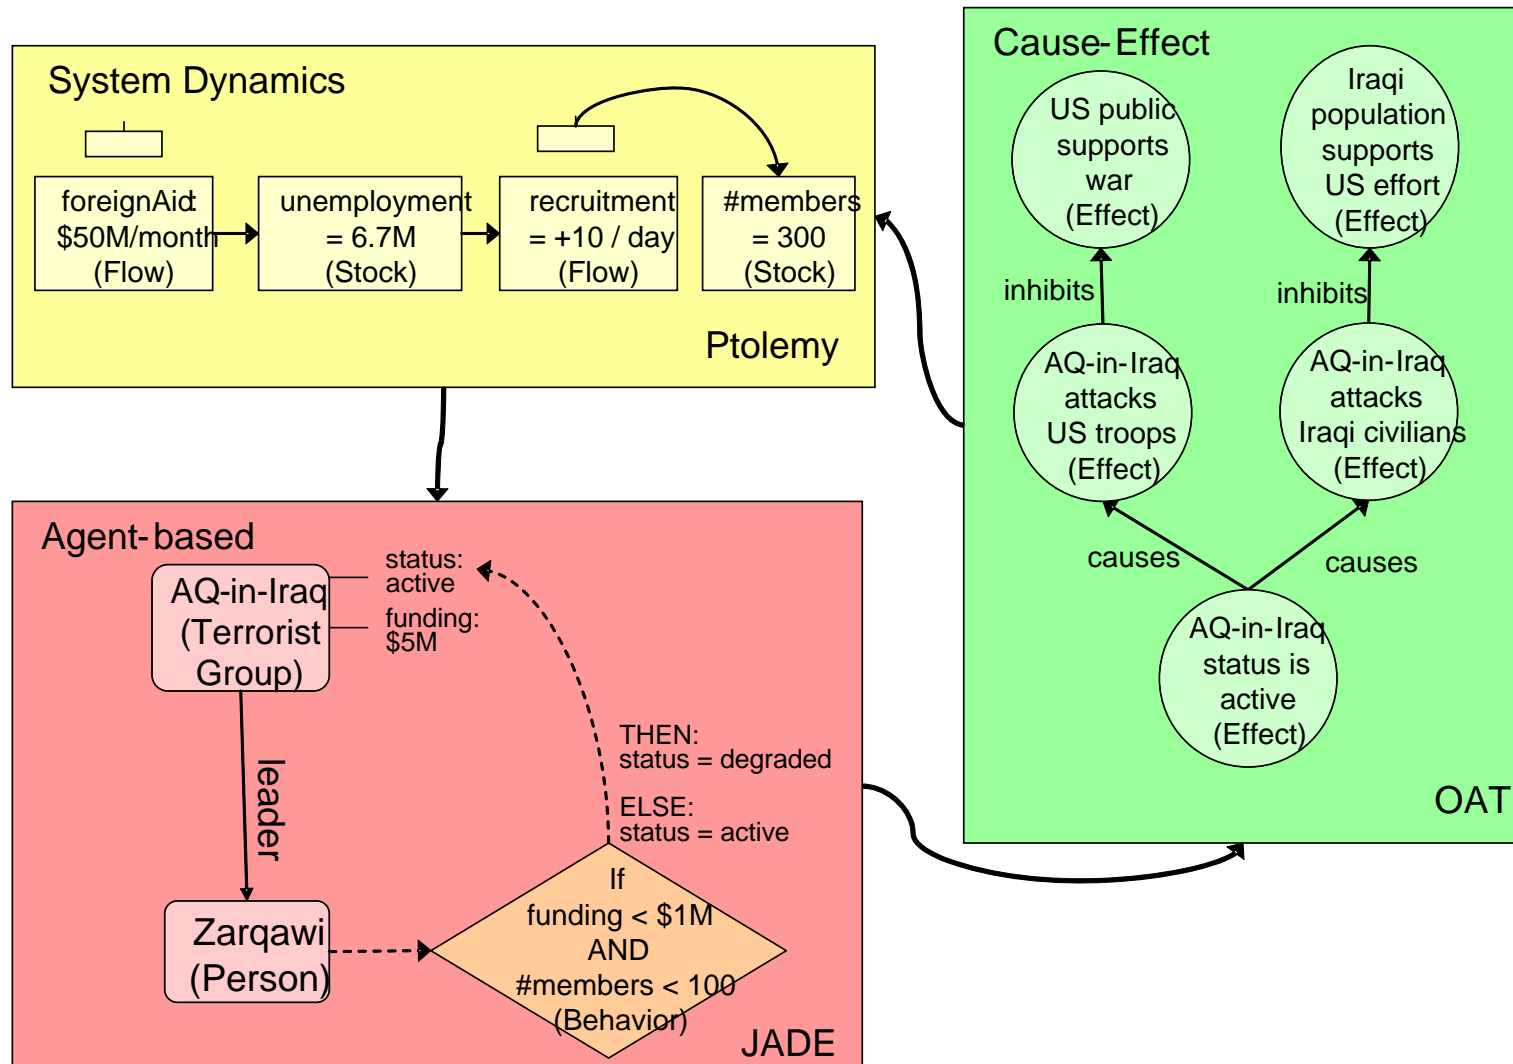 System Dynamics
foreignAid:
$50M/month
(Flow)
unemployment
= 6.7M
(Stock)
recruitment
= +10 / day
(Flow)
#members
= 300
(Stock)
Ptolemy
Cause-Effect
US public
supports
war
(Effect)
Iraqi
population
supports
US effort
(Effect)
inhibits
inhibits
AQ-in-Iraq
attacks
US troops
(Effect)
AQ-in-Iraq
attacks
Iraqi civilians
(Effect)
causes
causes
AQ-in-Iraq
status is
active
(Effect)
OAT
Agent-based
AQ-in-Iraq
(Terrorist
Group)
status:
active
funding:
$5M
leader
THEN:
status = degraded
ELSE:
status = active
Zarqawi
(Person)
If
funding < $1M
AND
#members < 100
(Behavior)
JADE